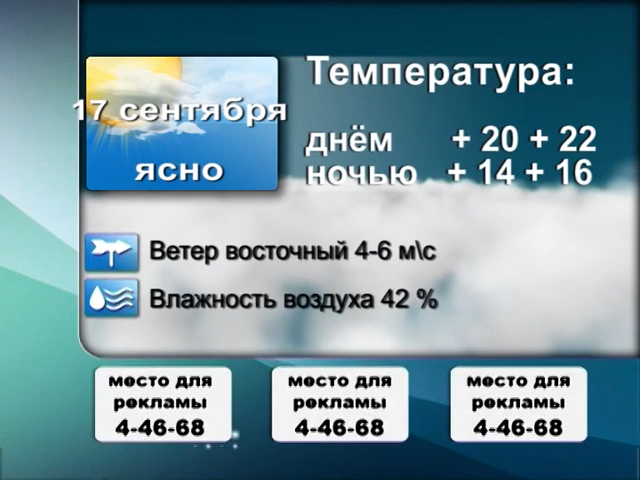 Температура:
17 сентября
ясно
днём + 20 + 22
ночью + 14 + 16
Ветер восточный 4-6 м\с
Влажность воздуха 42 %
место для
рекламы
4-46-68
место для
рекламы
4-46-68
место для
рекламы
4-46-68